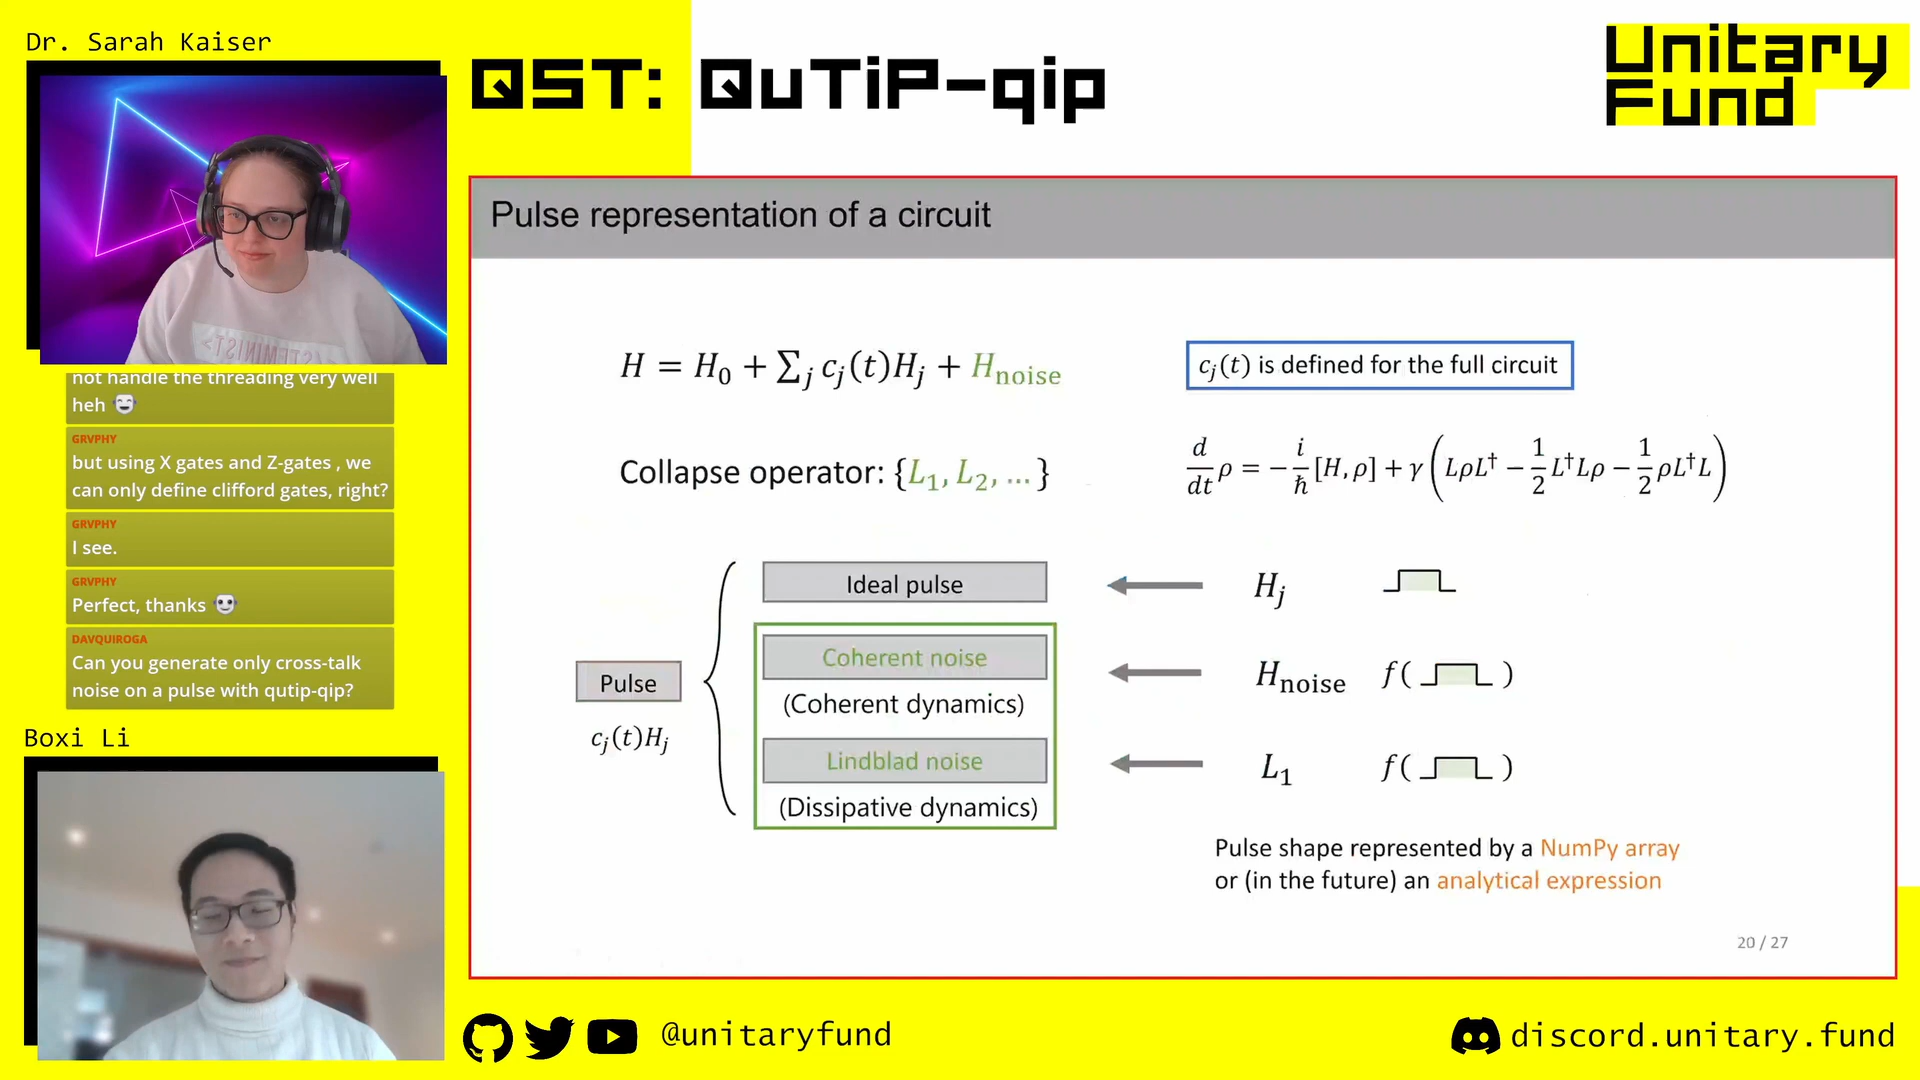 Dr. Sarah Kaiser
QST: QuTiP-qip
Unitary
Fund
not handle the threading very well
heh
GRVPHY
but using X gates and Z-gates , we
can only define clifford gates, right?
GRVPHY
I see.
GRVPHY
Perfect, thanks
DAVQUIROGA
Can you generate only cross-talk
noise on a pulse with qutip-qip?
Boxi Li
Pulse representation of a circuit
H = H₀ + ∑ⱼ cⱼ(t)Hⱼ + H_noise
cⱼ(t) is defined for the full circuit
Collapse operator: {L₁, L₂, … }
d/dt ρ = −i/ħ [H, ρ] + γ (LρL† − 1/2 L†Lρ − 1/2 ρL†L)
Pulse
cⱼ(t)Hⱼ
Ideal pulse
Coherent noise
(Coherent dynamics)
Lindblad noise
(Dissipative dynamics)
Hⱼ
H_noise f( )
L₁ f( )
Pulse shape represented by a NumPy array
or (in the future) an analytical expression
20 / 27
@unitaryfund
discord.unitary.fund